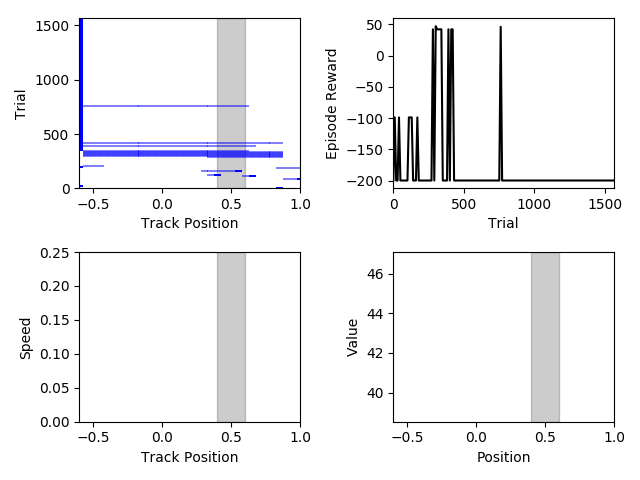 1500
1000
500
0
Trial
−0.5 0.0 0.5 1.0
Track Position
50
0
−50
−100
−150
−200
Episode Reward
0 500 1000 1500
Trial
0.25
0.20
0.15
0.10
0.05
0.00
Speed
−0.5 0.0 0.5 1.0
Track Position
46
44
42
40
Value
−0.5 0.0 0.5 1.0
Position